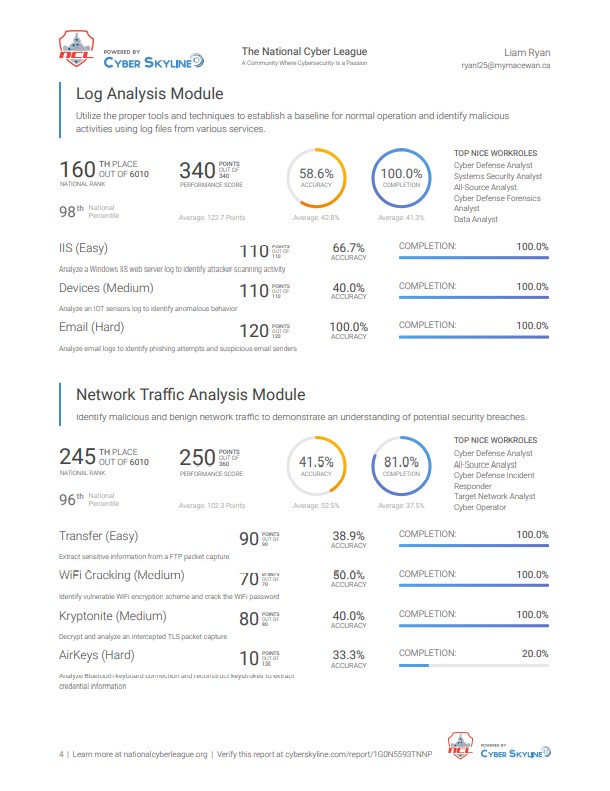 NCL
POWERED BY
CYBER SKYLINE
The National Cyber League
A Community Where Cybersecurity Is a Passion
Liam Ryan
ryanl25@mymacewan.ca
Log Analysis Module
Utilize the proper tools and techniques to establish a baseline for normal operation and identify malicious
activities using log files from various services.
160 TH PLACE
OUT OF 6010
NATIONAL RANK
98th National
Percentile
340 POINTS
OUT OF
340
PERFORMANCE SCORE
Average: 122.7 Points
58.6%
ACCURACY
Average: 42.8%
100.0%
COMPLETION
Average: 41.3%
TOP NICE WORKROLES
Cyber Defense Analyst
Systems Security Analyst
All-Source Analyst
Cyber Defense Forensics
Analyst
Data Analyst
IIS (Easy)
110 POINTS
OUT OF
110
66.7%
ACCURACY
COMPLETION: 100.0%
Analyze a Windows IIS web server log to identify attacker scanning activity
Devices (Medium)
110 POINTS
OUT OF
110
40.0%
ACCURACY
COMPLETION: 100.0%
Analyze an IOT sensors log to identify anomalous behavior
Email (Hard)
120 POINTS
OUT OF
120
100.0%
ACCURACY
COMPLETION: 100.0%
Analyze email logs to identify phishing attempts and suspicious email senders
Network Traffic Analysis Module
Identify malicious and benign network traffic to demonstrate an understanding of potential security breaches.
245 TH PLACE
OUT OF 6010
NATIONAL RANK
96th National
Percentile
250 POINTS
OUT OF
360
PERFORMANCE SCORE
Average: 102.3 Points
41.5%
ACCURACY
Average: 52.5%
81.0%
COMPLETION
Average: 37.5%
TOP NICE WORKROLES
Cyber Defense Analyst
All-Source Analyst
Cyber Defense Incident
Responder
Target Network Analyst
Cyber Operator
Transfer (Easy)
90 POINTS
OUT OF
90
38.9%
ACCURACY
COMPLETION: 100.0%
Extract sensitive information from a FTP packet capture
WiFi Cracking (Medium)
70 POINTS
OUT OF
70
50.0%
ACCURACY
COMPLETION: 100.0%
Identify vulnerable WiFi encryption scheme and crack the WiFi password
Kryptonite (Medium)
80 POINTS
OUT OF
80
40.0%
ACCURACY
COMPLETION: 100.0%
Decrypt and analyze an intercepted TLS packet capture
AirKeys (Hard)
10 POINTS
OUT OF
120
33.3%
ACCURACY
COMPLETION: 20.0%
Analyze Bluetooth keyboard connection and reconstruct keystrokes to extract
credential information
4 | Learn more at nationalcyberleague.org | Verify this report at cyberskyline.com/report/1G0N5593TNNP
NCL
POWERED BY
CYBER SKYLINE